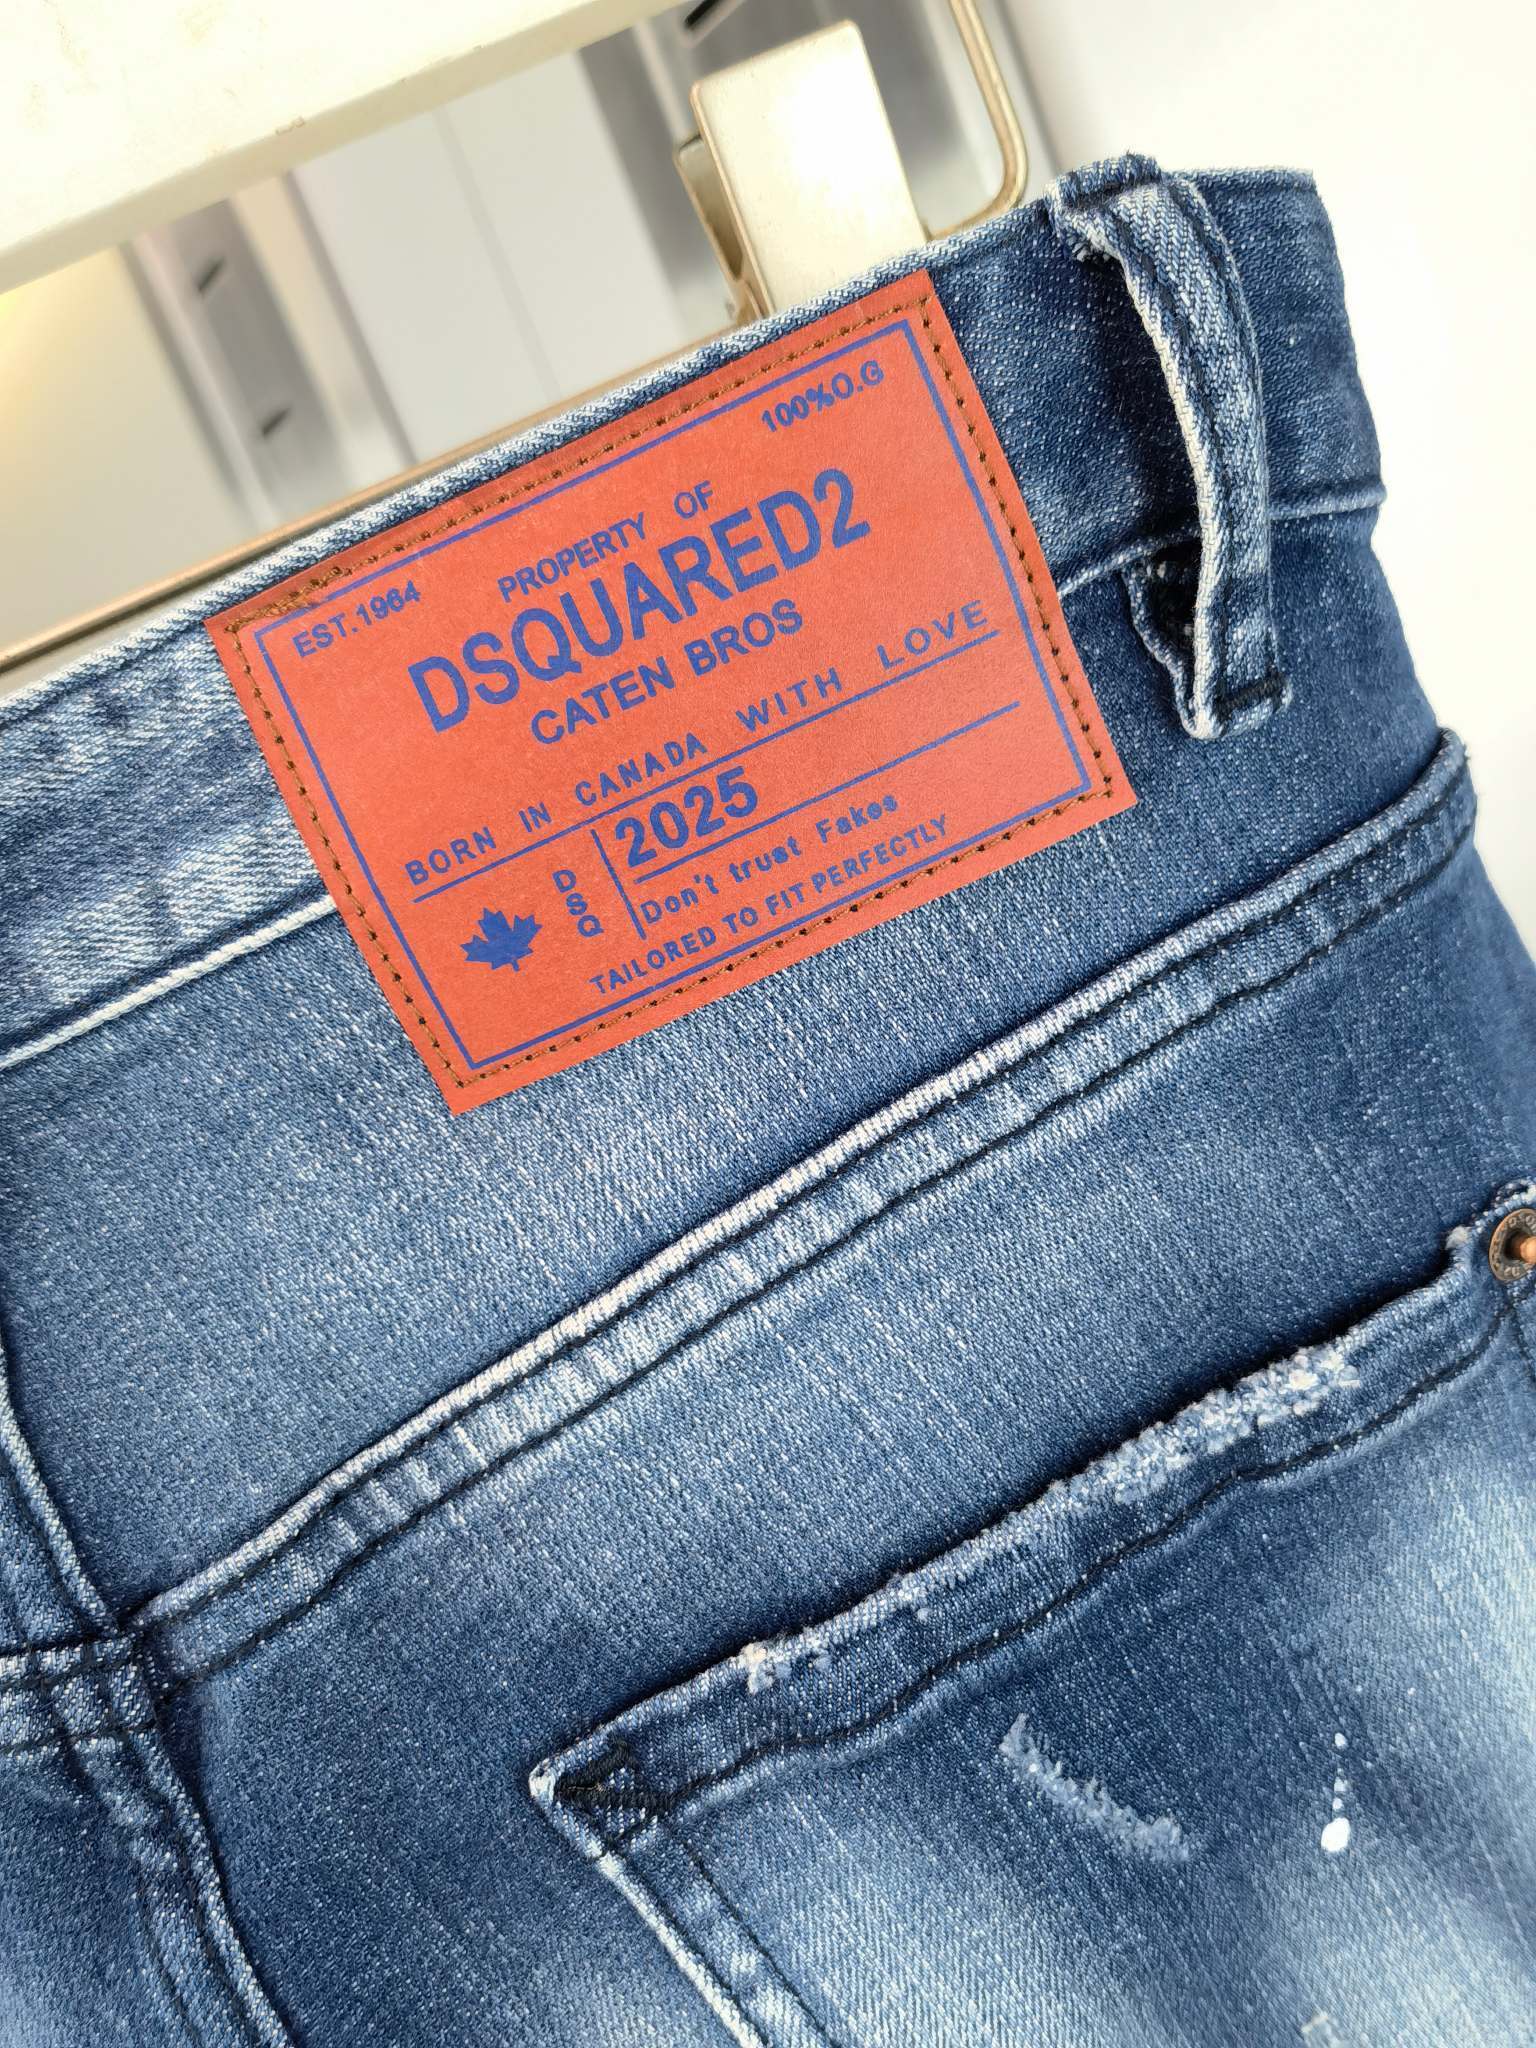 EST.1964
100%O.G
PROPERTY OF
DSQUARED2
CATEN BROS
BORN IN CANADA WITH LOVE
DSQ
2025
Don't trust Fakes
TAILORED TO FIT PERFECTLY